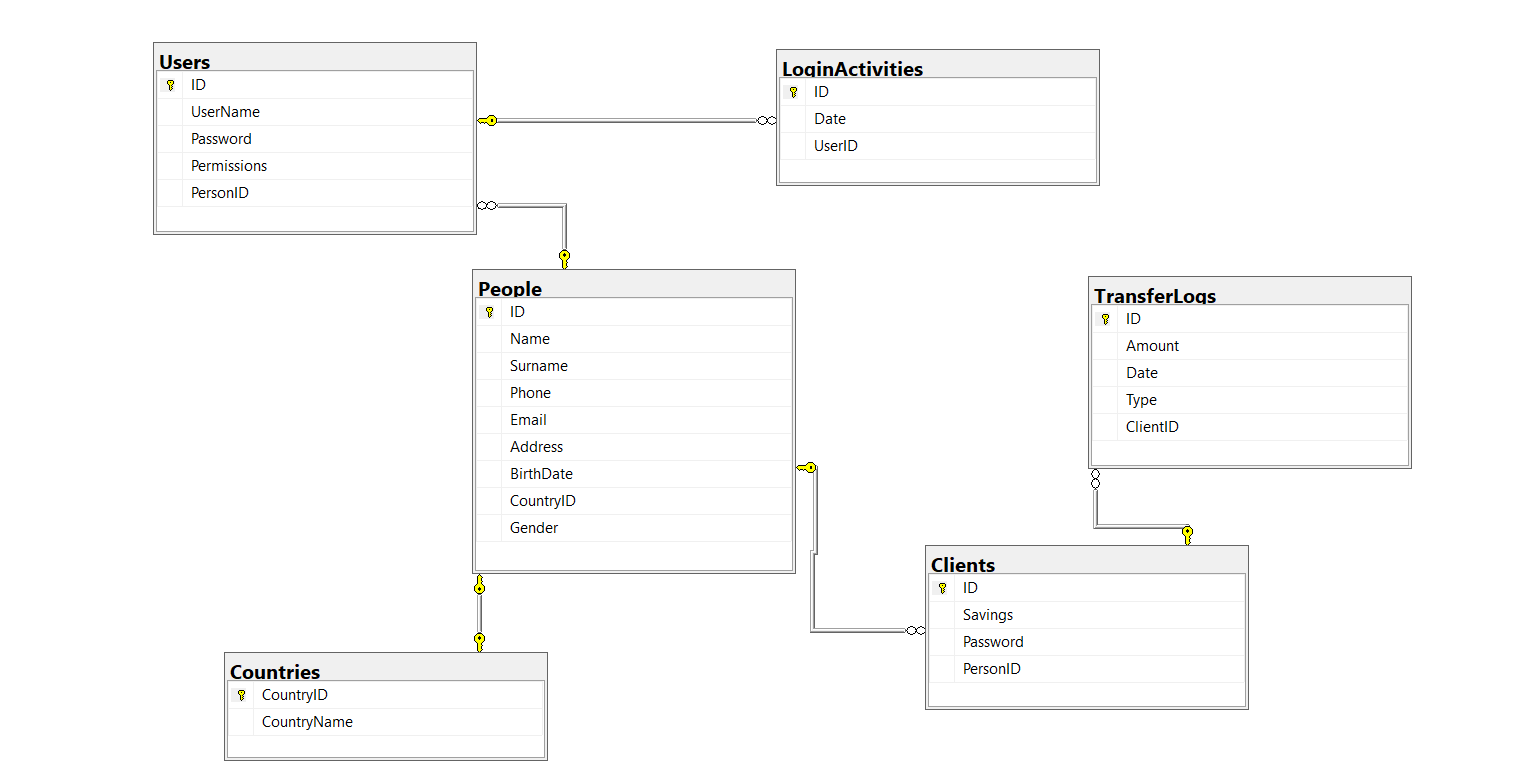 Users
ID
UserName
Password
Permissions
PersonID
LoginActivities
ID
Date
UserID
People
ID
Name
Surname
Phone
Email
Address
BirthDate
CountryID
Gender
TransferLogs
ID
Amount
Date
Type
ClientID
Clients
ID
Savings
Password
PersonID
Countries
CountryID
CountryName